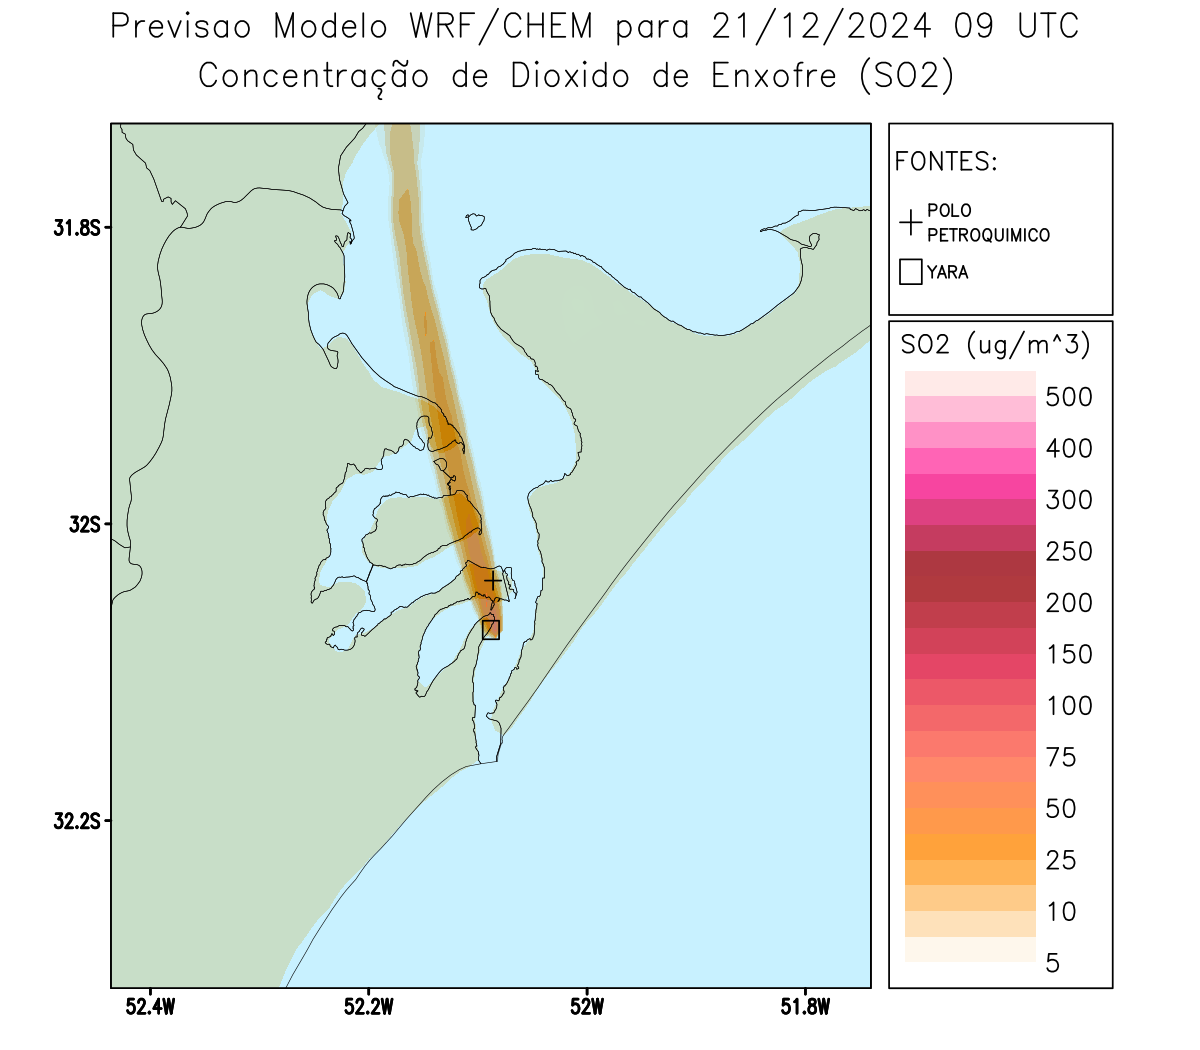 Previsao Modelo WRF/CHEM para 21/12/2024 09 UTC
Concentração de Dioxido de Enxofre (SO2)
FONTES:
POLO
PETROQUIMICO
YARA
SO2 (ug/m^3)
500
400
300
250
200
150
100
75
50
25
10
5
31.8S
32S
32.2S
52.4W
52.2W
52W
51.8W